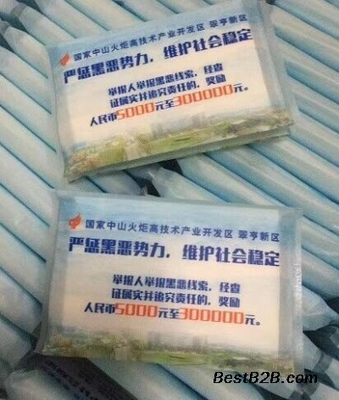 国家中山火炬高技术产业开发区 翠亨新区
严惩黑恶势力，维护社会稳定
举报人举报黑恶线索，经查
证属实并追究责任的，奖励
人民币5000元至300000元。
国家中山火炬高技术产业开发区 翠亨新区
严惩黑恶势力，维护社会稳定
举报人举报黑恶线索，经查
证属实并追究责任的，奖励
人民币5000元至300000元。
BestB2B.com